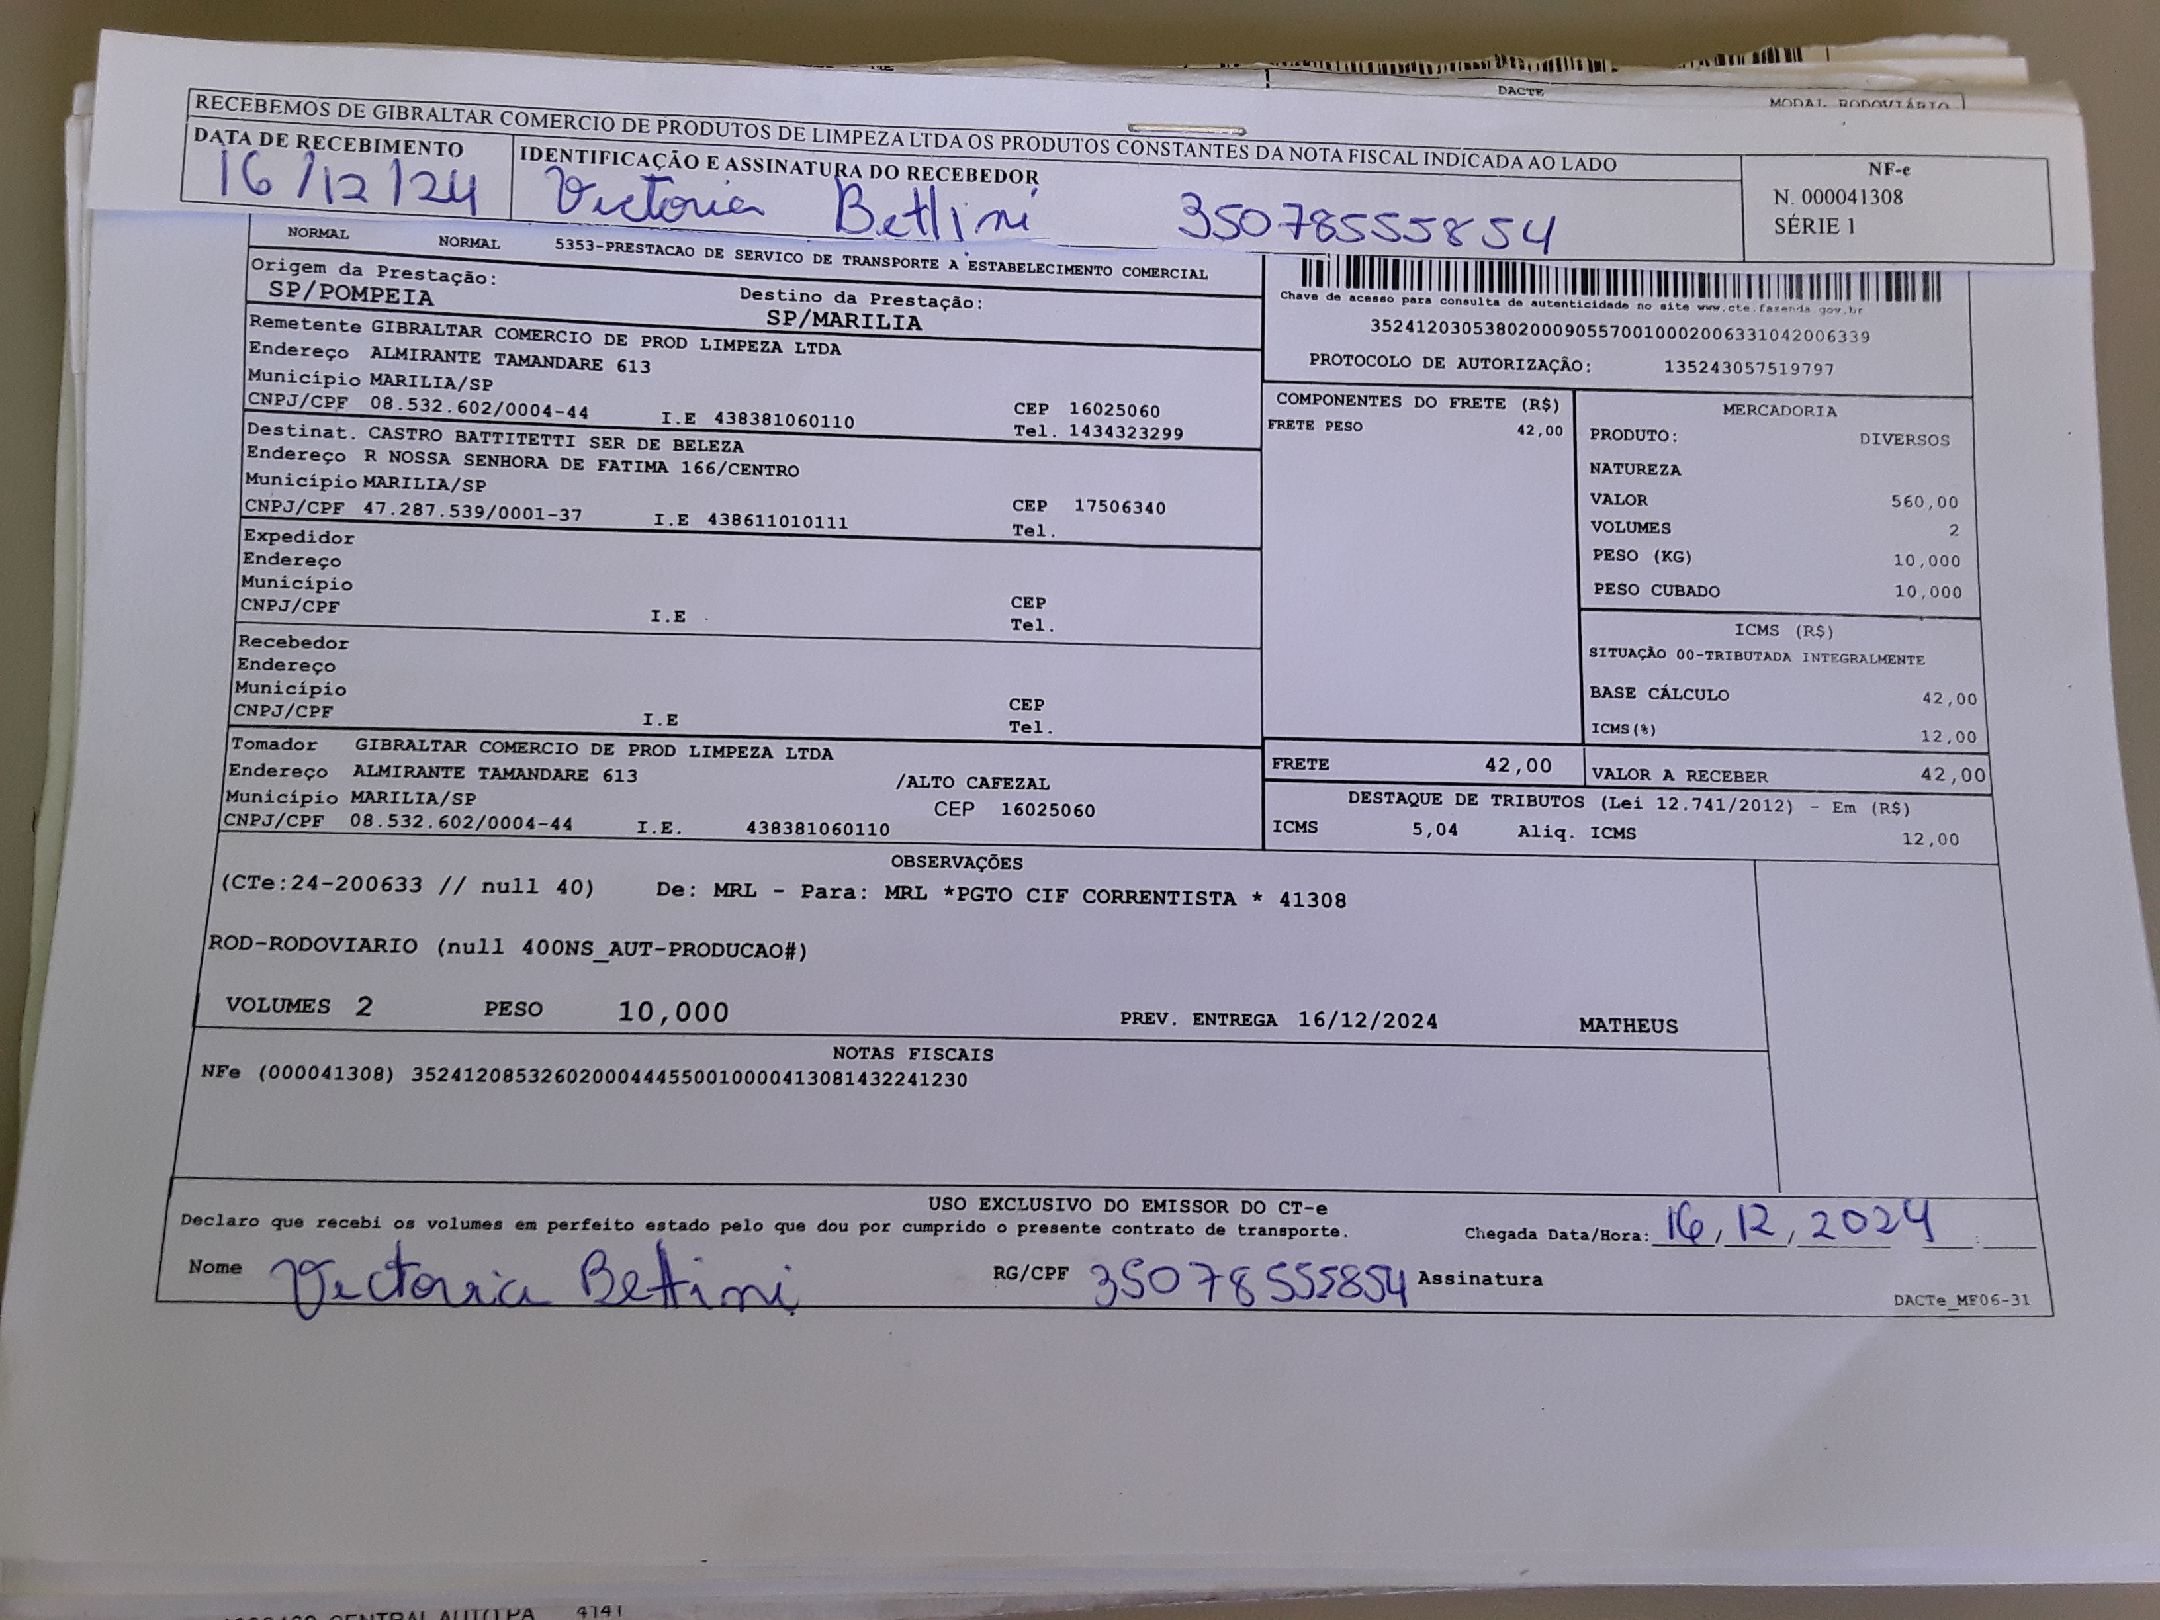 DACTE
MODAL RODOVIÁRIO
RECEBEMOS DE GIBRALTAR COMERCIO DE PRODUTOS DE LIMPEZA LTDA OS PRODUTOS CONSTANTES DA NOTA FISCAL INDICADA AO LADO
DATA DE RECEBIMENTO
16/12/24
IDENTIFICAÇÃO E ASSINATURA DO RECEBEDOR
Victoria Bettini 35078555854
NF-e
N. 000041308
SÉRIE 1
NORMAL NORMAL 5353-PRESTACAO DE SERVICO DE TRANSPORTE A ESTABELECIMENTO COMERCIAL
Origem da Prestação:
SP/POMPEIA
Destino da Prestação:
SP/MARILIA
Remetente GIBRALTAR COMERCIO DE PROD LIMPEZA LTDA
Endereço ALMIRANTE TAMANDARE 613
Município MARILIA/SP
CEP 16025060
CNPJ/CPF 08.532.602/0004-44 I.E 438381060110 Tel. 1434323299
Destinat. CASTRO BATTITETTI SER DE BELEZA
Endereço R NOSSA SENHORA DE FATIMA 166/CENTRO
Município MARILIA/SP
CEP 17506340
CNPJ/CPF 47.287.539/0001-37 I.E 438611010111 Tel.
Expedidor
Endereço
Município
CEP
CNPJ/CPF I.E Tel.
Recebedor
Endereço
Município
CEP
CNPJ/CPF I.E Tel.
Tomador GIBRALTAR COMERCIO DE PROD LIMPEZA LTDA
Endereço ALMIRANTE TAMANDARE 613 /ALTO CAFEZAL
Município MARILIA/SP CEP 16025060
CNPJ/CPF 08.532.602/0004-44 I.E. 438381060110
Chave de acesso para consulta de autenticidade no site www.cte.fazenda.gov.br
35241203053802000905570010002006331042006339
PROTOCOLO DE AUTORIZAÇÃO: 135243057519797
COMPONENTES DO FRETE (R$)
FRETE PESO 42,00
MERCADORIA
PRODUTO: DIVERSOS
NATUREZA
VALOR 560,00
VOLUMES 2
PESO (KG) 10,000
PESO CUBADO 10,000
ICMS (R$)
SITUAÇÃO 00-TRIBUTADA INTEGRALMENTE
BASE CÁLCULO 42,00
ICMS(%) 12,00
FRETE 42,00 VALOR A RECEBER 42,00
DESTAQUE DE TRIBUTOS (Lei 12.741/2012) - Em (R$)
ICMS 5,04 Aliq. ICMS 12,00
OBSERVAÇÕES
(CTe:24-200633 // null 40) De: MRL - Para: MRL *PGTO CIF CORRENTISTA * 41308
ROD-RODOVIARIO (null 400NS_AUT-PRODUCAO#)
VOLUMES 2 PESO 10,000 PREV. ENTREGA 16/12/2024 MATHEUS
NOTAS FISCAIS
NFe (000041308) 35241208532602000444550010000413081432241230
USO EXCLUSIVO DO EMISSOR DO CT-e
Declaro que recebi os volumes em perfeito estado pelo que dou por cumprido o presente contrato de transporte.
Chegada Data/Hora: 16/12/2024
Nome Victoria Bettini RG/CPF 35078555854 Assinatura
DACTe_MF06-31
4141